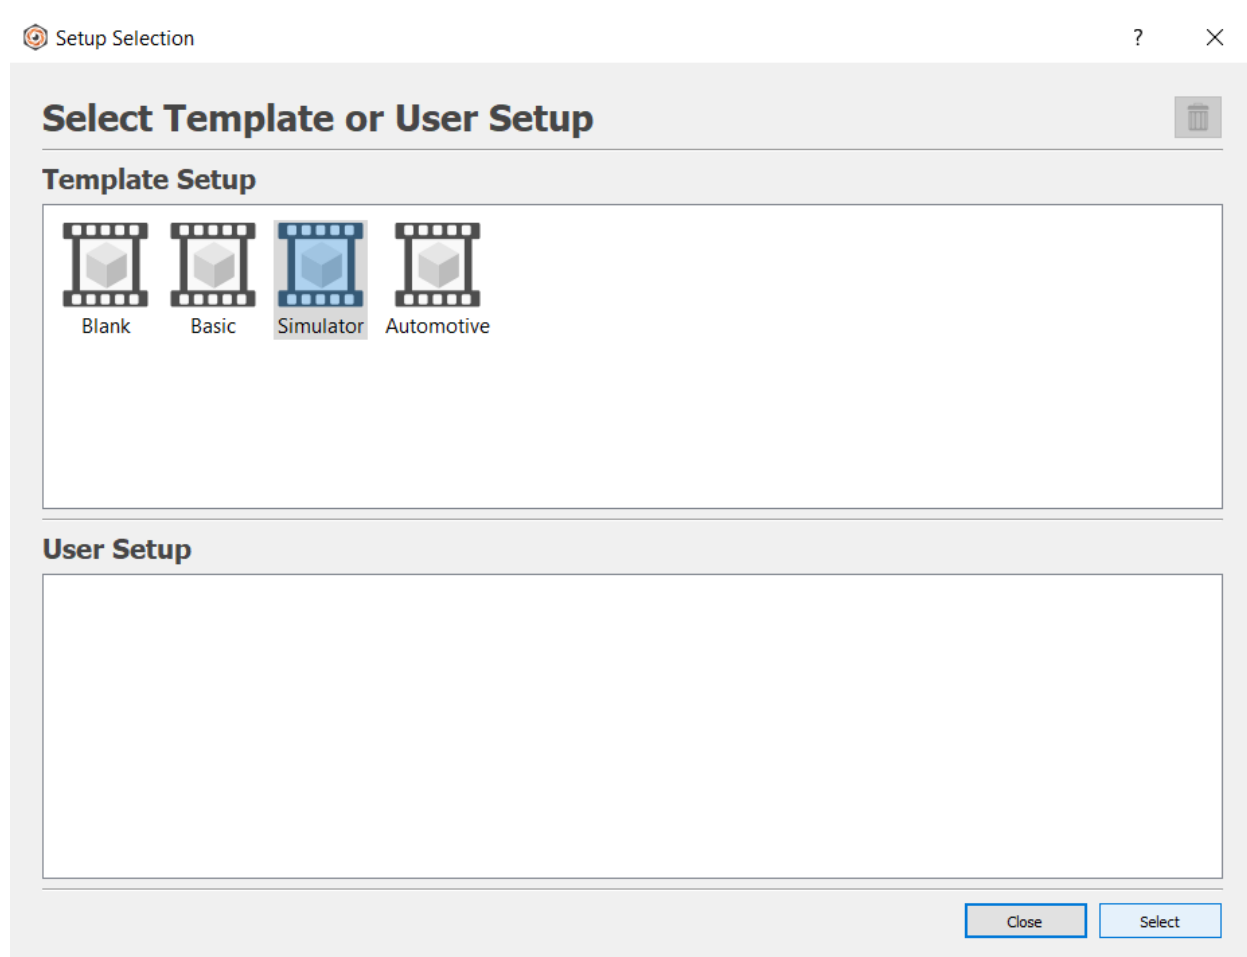 Setup Selection ?
Select Template or User Setup
Template Setup
Blank Basic Simulator Automotive
User Setup
Close Select